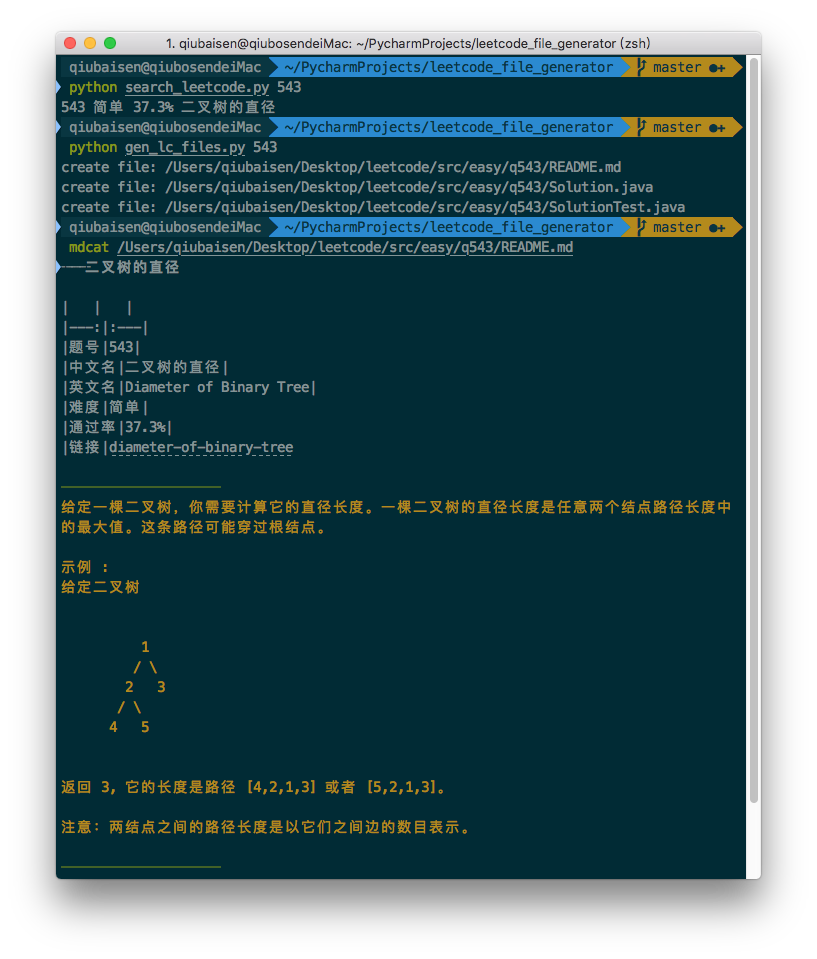 1. qiubaisen@qiubosendeiMac: ~/PycharmProjects/leetcode_file_generator (zsh)
qiubaisen@qiubosendeiMac ~/PycharmProjects/leetcode_file_generator master ●+
python search_leetcode.py 543
543 简单 37.3% 二叉树的直径
qiubaisen@qiubosendeiMac ~/PycharmProjects/leetcode_file_generator master ●+
python gen_lc_files.py 543
create file: /Users/qiubaisen/Desktop/leetcode/src/easy/q543/README.md
create file: /Users/qiubaisen/Desktop/leetcode/src/easy/q543/Solution.java
create file: /Users/qiubaisen/Desktop/leetcode/src/easy/q543/SolutionTest.java
qiubaisen@qiubosendeiMac ~/PycharmProjects/leetcode_file_generator master ●+
mdcat /Users/qiubaisen/Desktop/leetcode/src/easy/q543/README.md
┄┄┄┄二叉树的直径
|   |   |
|---:|:---|
|题号|543|
|中文名|二叉树的直径|
|英文名|Diameter of Binary Tree|
|难度|简单|
|通过率|37.3%|
|链接|diameter-of-binary-tree
给定一棵二叉树，你需要计算它的直径长度。一棵二叉树的直径长度是任意两个结点路径长度中
的最大值。这条路径可能穿过根结点。
示例 :
给定二叉树
1
/ \
2   3
/ \
4   5
返回 3, 它的长度是路径 [4,2,1,3] 或者 [5,2,1,3]。
注意：两结点之间的路径长度是以它们之间边的数目表示。